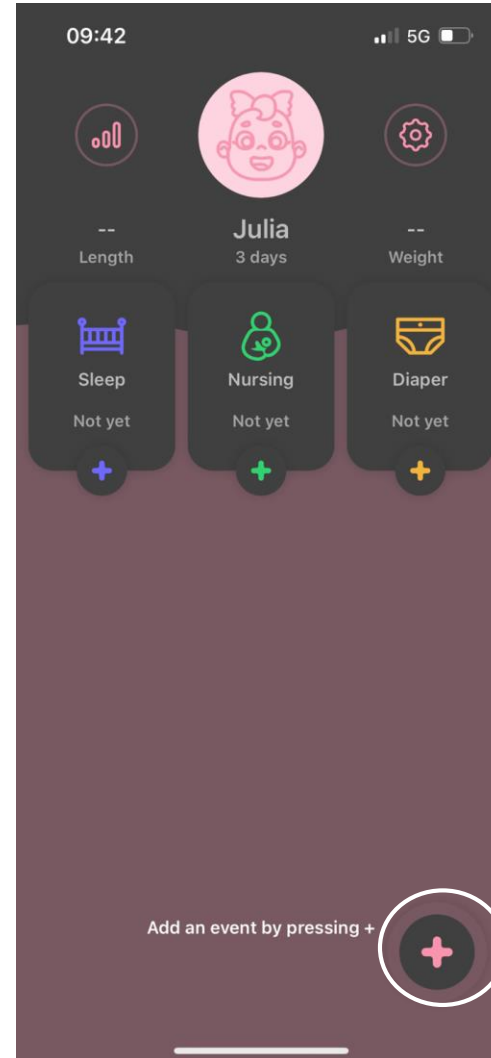 09:42
5G
--
Length
Julia
3 days
--
Weight
Sleep
Not yet
Nursing
Not yet
Diaper
Not yet
Add an event by pressing +